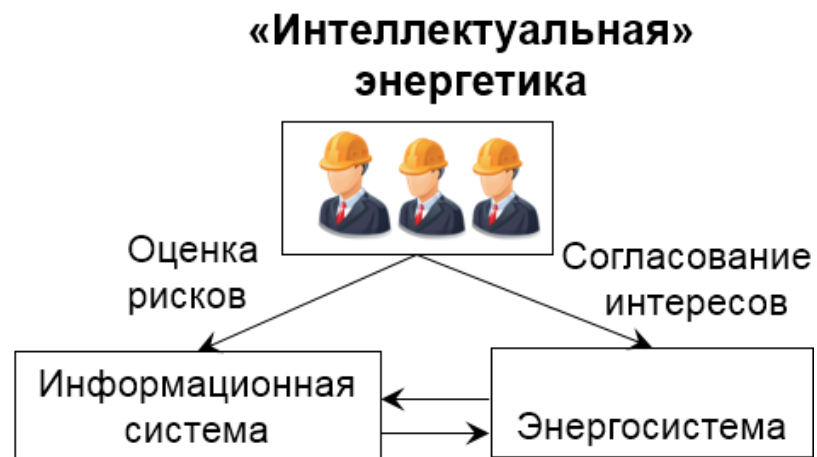 «Интеллектуальная»
энергетика
Оценка
рисков
Согласование
интересов
Информационная
система
Энергосистема